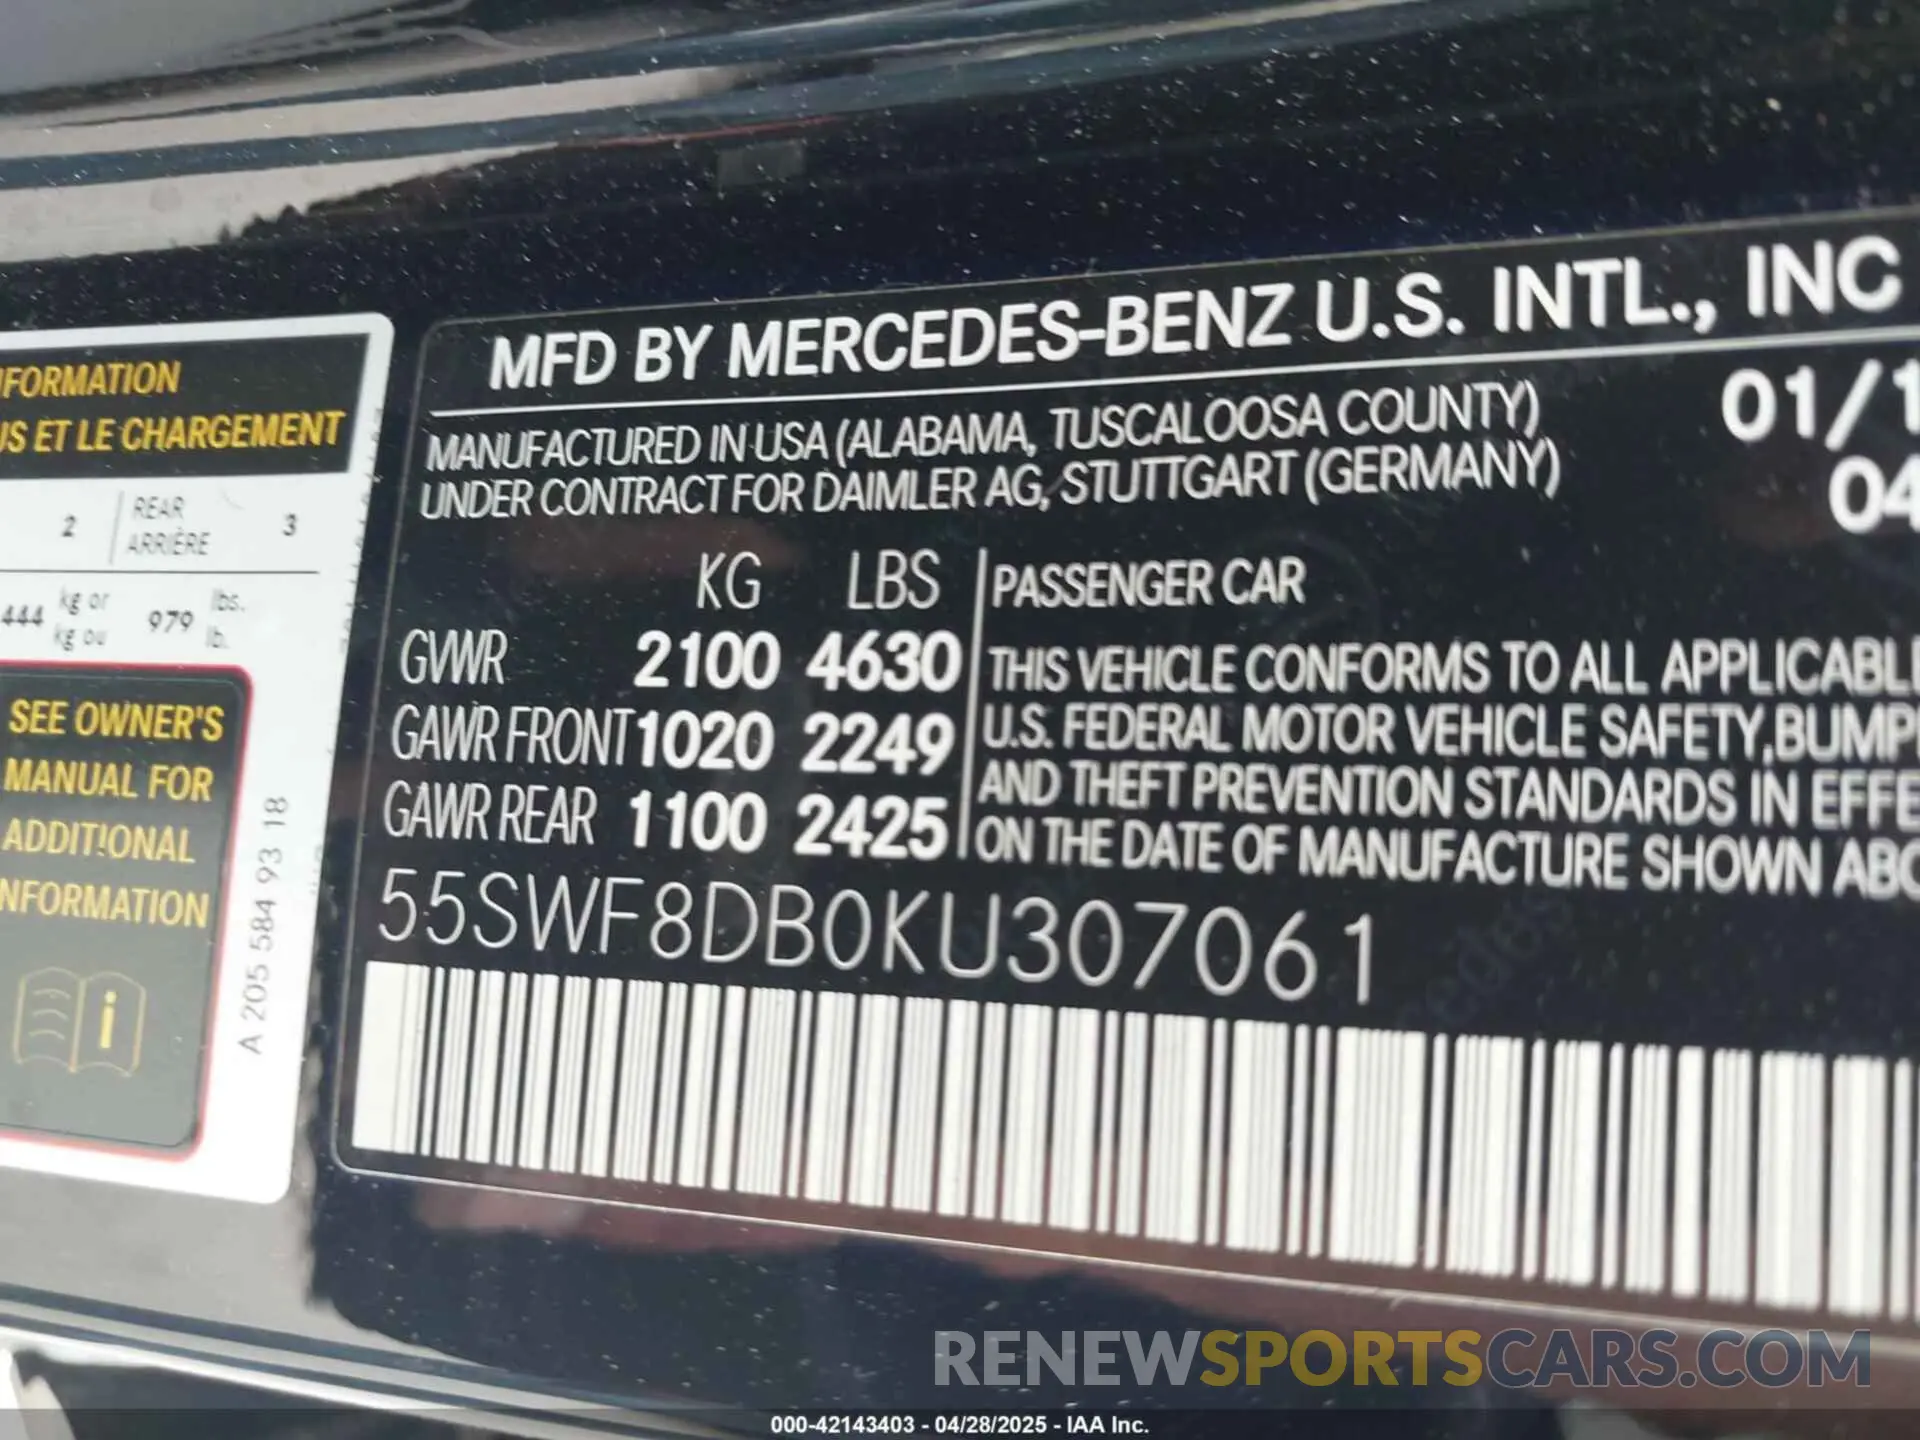 NFORMATION
US ET LE CHARGEMENT
2 REAR 3
ARRIÈRE
444 kg or 979 lbs.
kg ou lb.
SEE OWNER'S
MANUAL FOR
ADDITIONAL
INFORMATION
i
A 205 584 93 18
MFD BY MERCEDES-BENZ U.S. INTL., INC
MANUFACTURED IN USA (ALABAMA, TUSCALOOSA COUNTY) 01/1
UNDER CONTRACT FOR DAIMLER AG, STUTTGART (GERMANY) 04
KG LBS PASSENGER CAR
GVWR 2100 4630
GAWR FRONT 1020 2249
GAWR REAR 1100 2425
THIS VEHICLE CONFORMS TO ALL APPLICABL
U.S. FEDERAL MOTOR VEHICLE SAFETY, BUMP
AND THEFT PREVENTION STANDARDS IN EFFE
ON THE DATE OF MANUFACTURE SHOWN ABO
55SWF8DB0KU307061
RENEWSPORTSCARS.COM
000-42143403 - 04/28/2025 - IAA Inc.